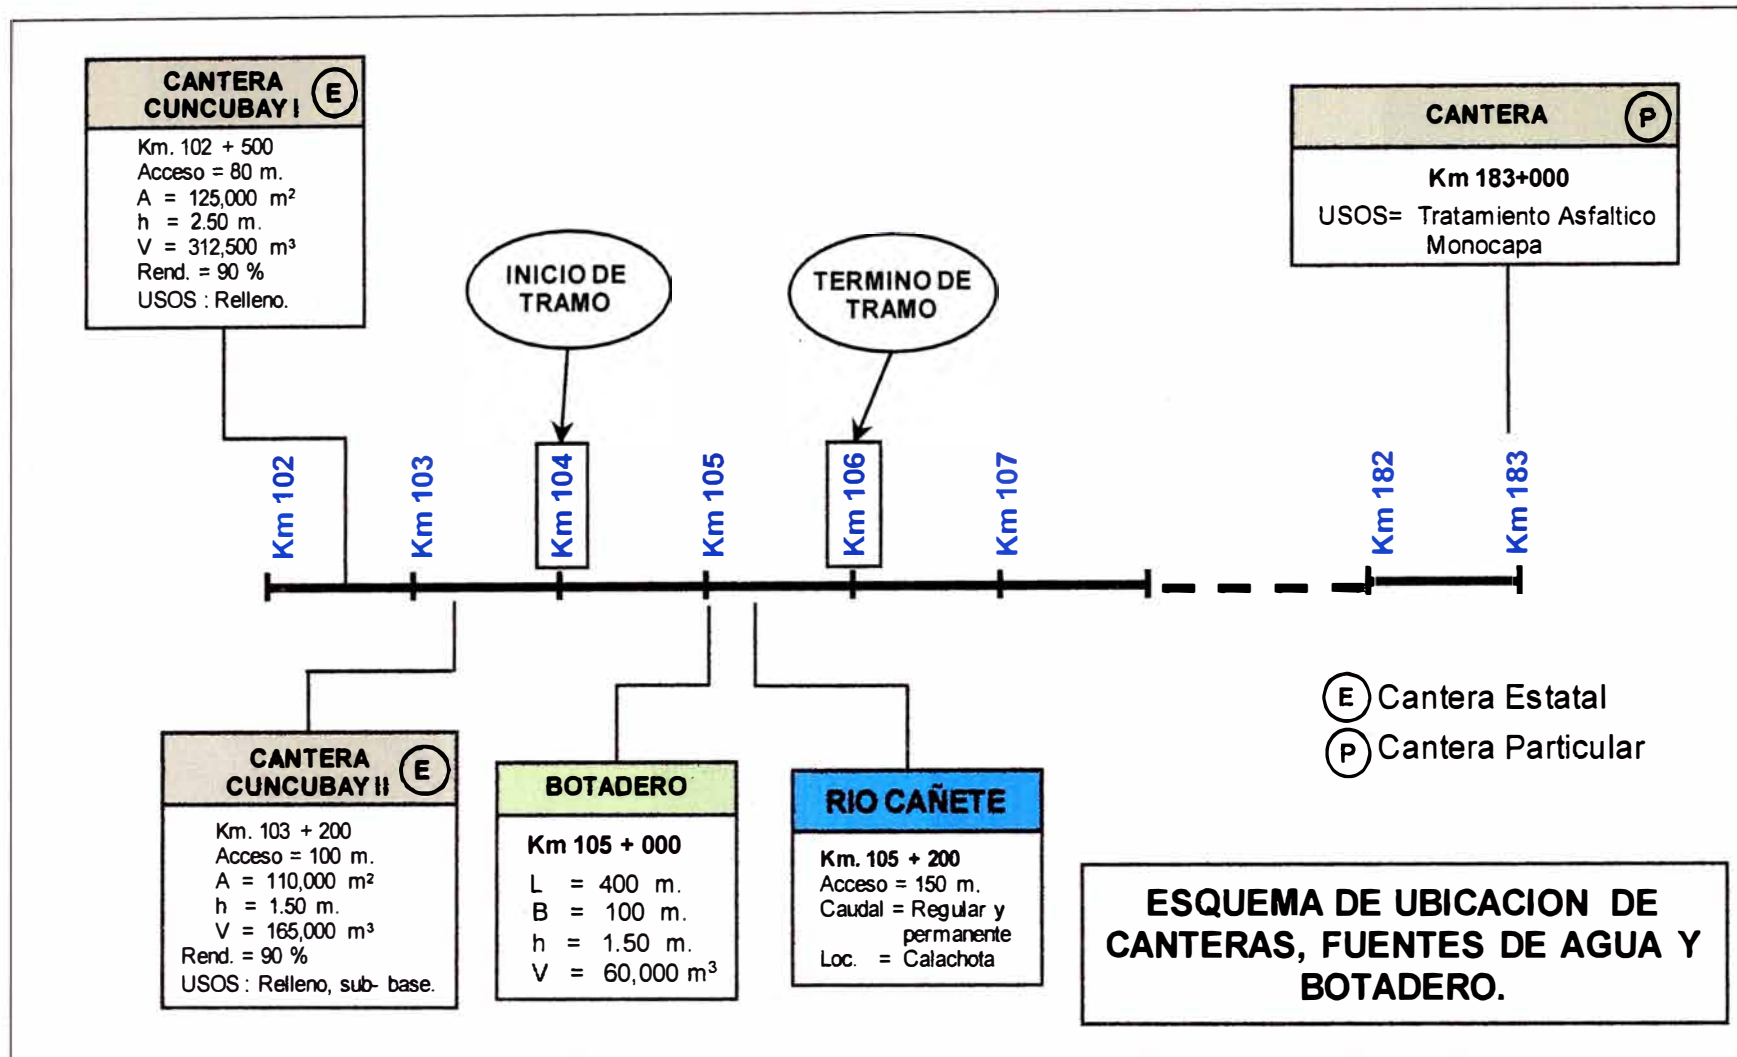 CANTERA
CUNCUBAY I
E
Km. 102 + 500
Acceso = 80 m.
A = 125,000 m²
h = 2.50 m.
V = 312,500 m³
Rend. = 90 %
USOS : Relleno.
INICIO DE
TRAMO
TERMINO DE
TRAMO
CANTERA
P
Km 183+000
USOS= Tratamiento Asfaltico
Monocapa
Km 102
Km 103
Km 104
Km 105
Km 106
Km 107
Km 182
Km 183
CANTERA
CUNCUBAY II
E
Km. 103 + 200
Acceso = 100 m.
A = 110,000 m²
h = 1.50 m.
V = 165,000 m³
Rend. = 90 %
USOS : Relleno, sub- base.
BOTADERO
Km 105 + 000
L = 400 m.
B = 100 m.
h = 1.50 m.
V = 60,000 m³
RIO CAÑETE
Km. 105 + 200
Acceso = 150 m.
Caudal = Regular y
permanente
Loc. = Calachota
E Cantera Estatal
P Cantera Particular
ESQUEMA DE UBICACION DE
CANTERAS, FUENTES DE AGUA Y
BOTADERO.